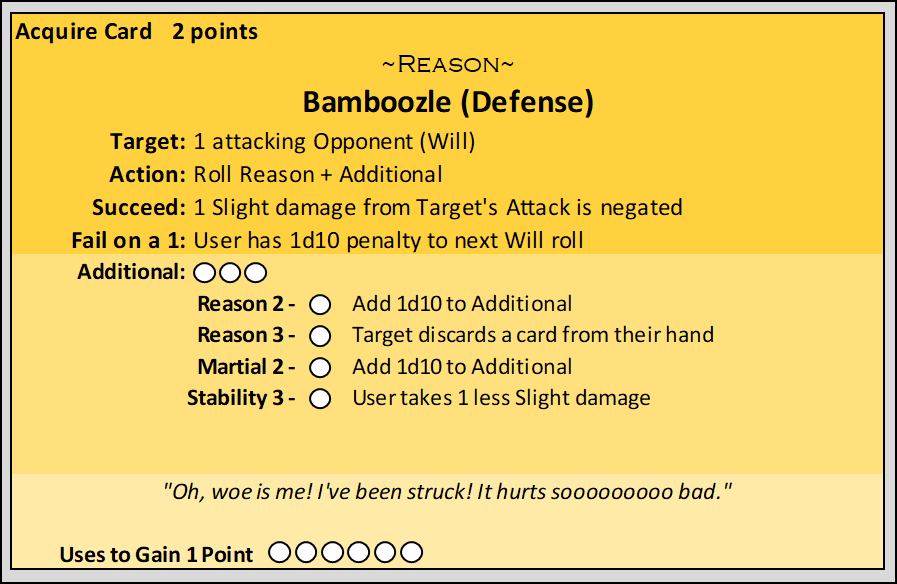 Acquire Card 2 points
~Reason~
Bamboozle (Defense)
Target: 1 attacking Opponent (Will)
Action: Roll Reason + Additional
Succeed: 1 Slight damage from Target's Attack is negated
Fail on a 1: User has 1d10 penalty to next Will roll
Additional:
Reason 2 - Add 1d10 to Additional
Reason 3 - Target discards a card from their hand
Martial 2 - Add 1d10 to Additional
Stability 3 - User takes 1 less Slight damage
"Oh, woe is me! I've been struck! It hurts sooooooooo bad."
Uses to Gain 1 Point